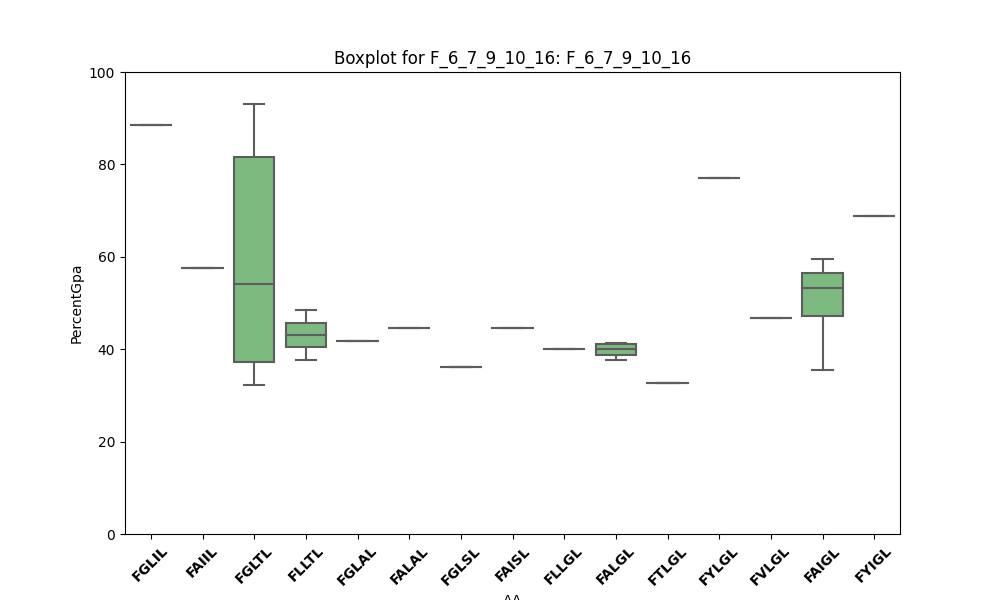 Boxplot for F_6_7_9_10_16: F_6_7_9_10_16
100
80
60
40
20
0
PercentGpa
FGLIL FAIIL FGLTL FLLTL FGLAL FALAL FGLSL FAISL FLLGL FALGL FTLGL FYLGL FVLGL FAIGL FYIGL
AA